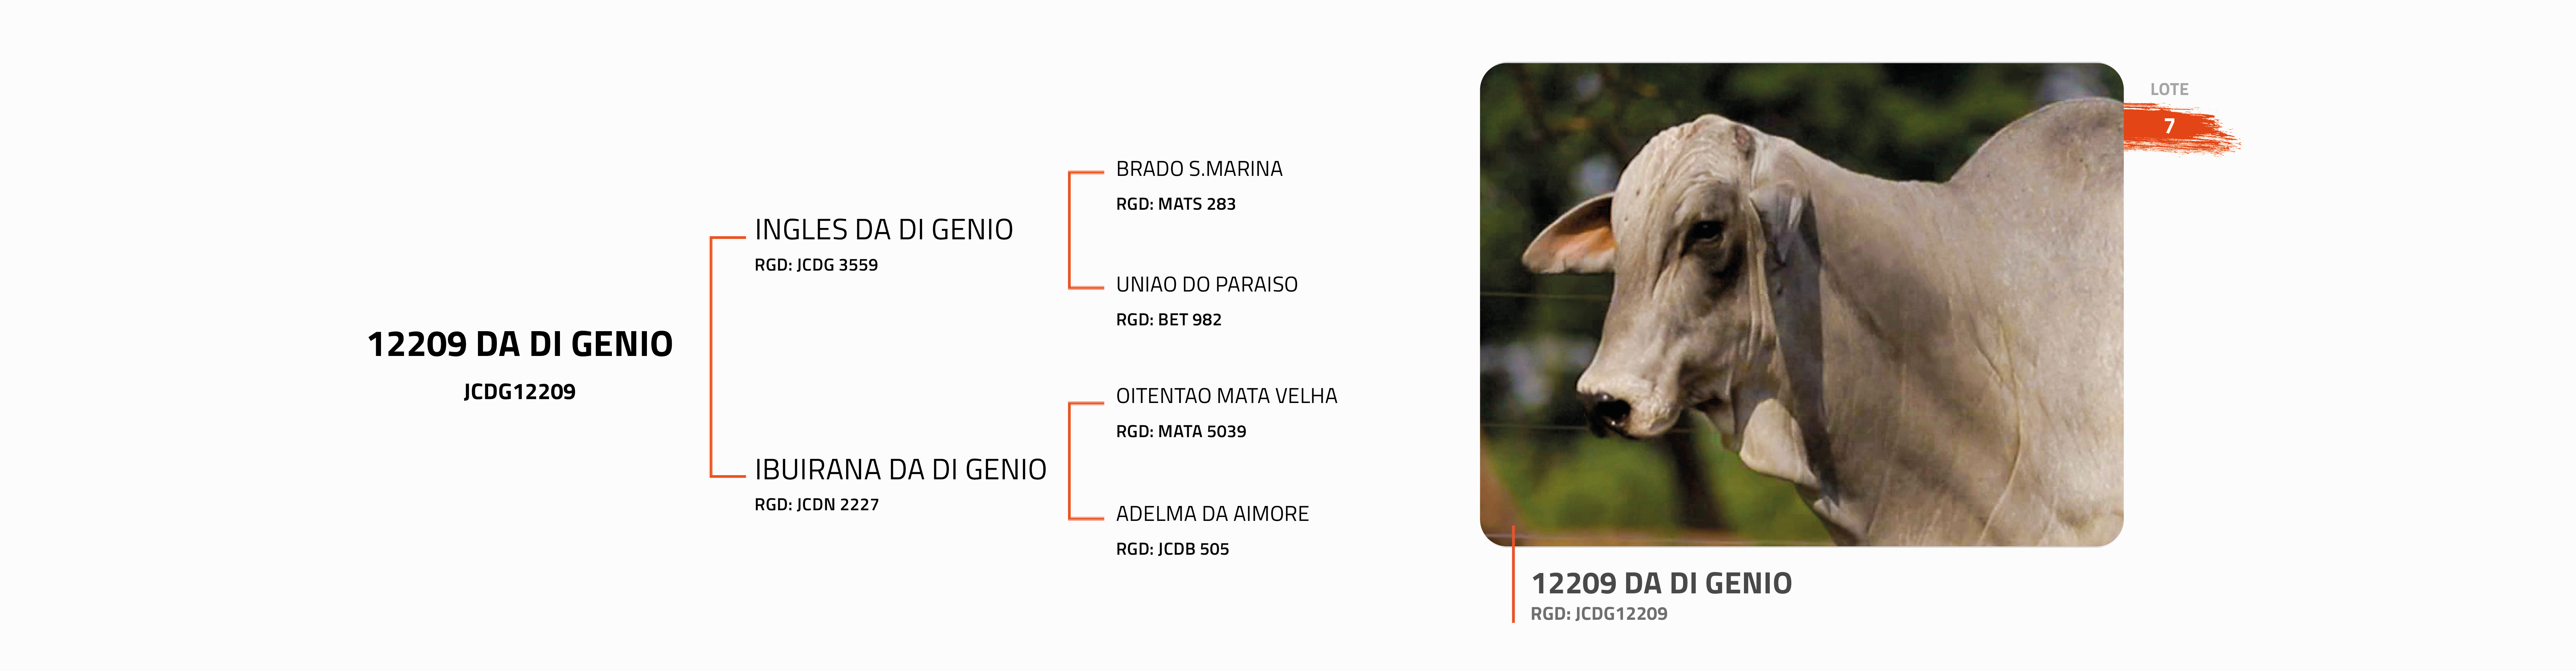 12209 DA DI GENIO
JCDG12209
INGLES DA DI GENIO
RGD: JCDG 3559
IBUIRANA DA DI GENIO
RGD: JCDN 2227
BRADO S.MARINA
RGD: MATS 283
UNIAO DO PARAISO
RGD: BET 982
OITENTAO MATA VELHA
RGD: MATA 5039
ADELMA DA AIMORE
RGD: JCDB 505
LOTE
7
12209 DA DI GENIO
RGD: JCDG12209